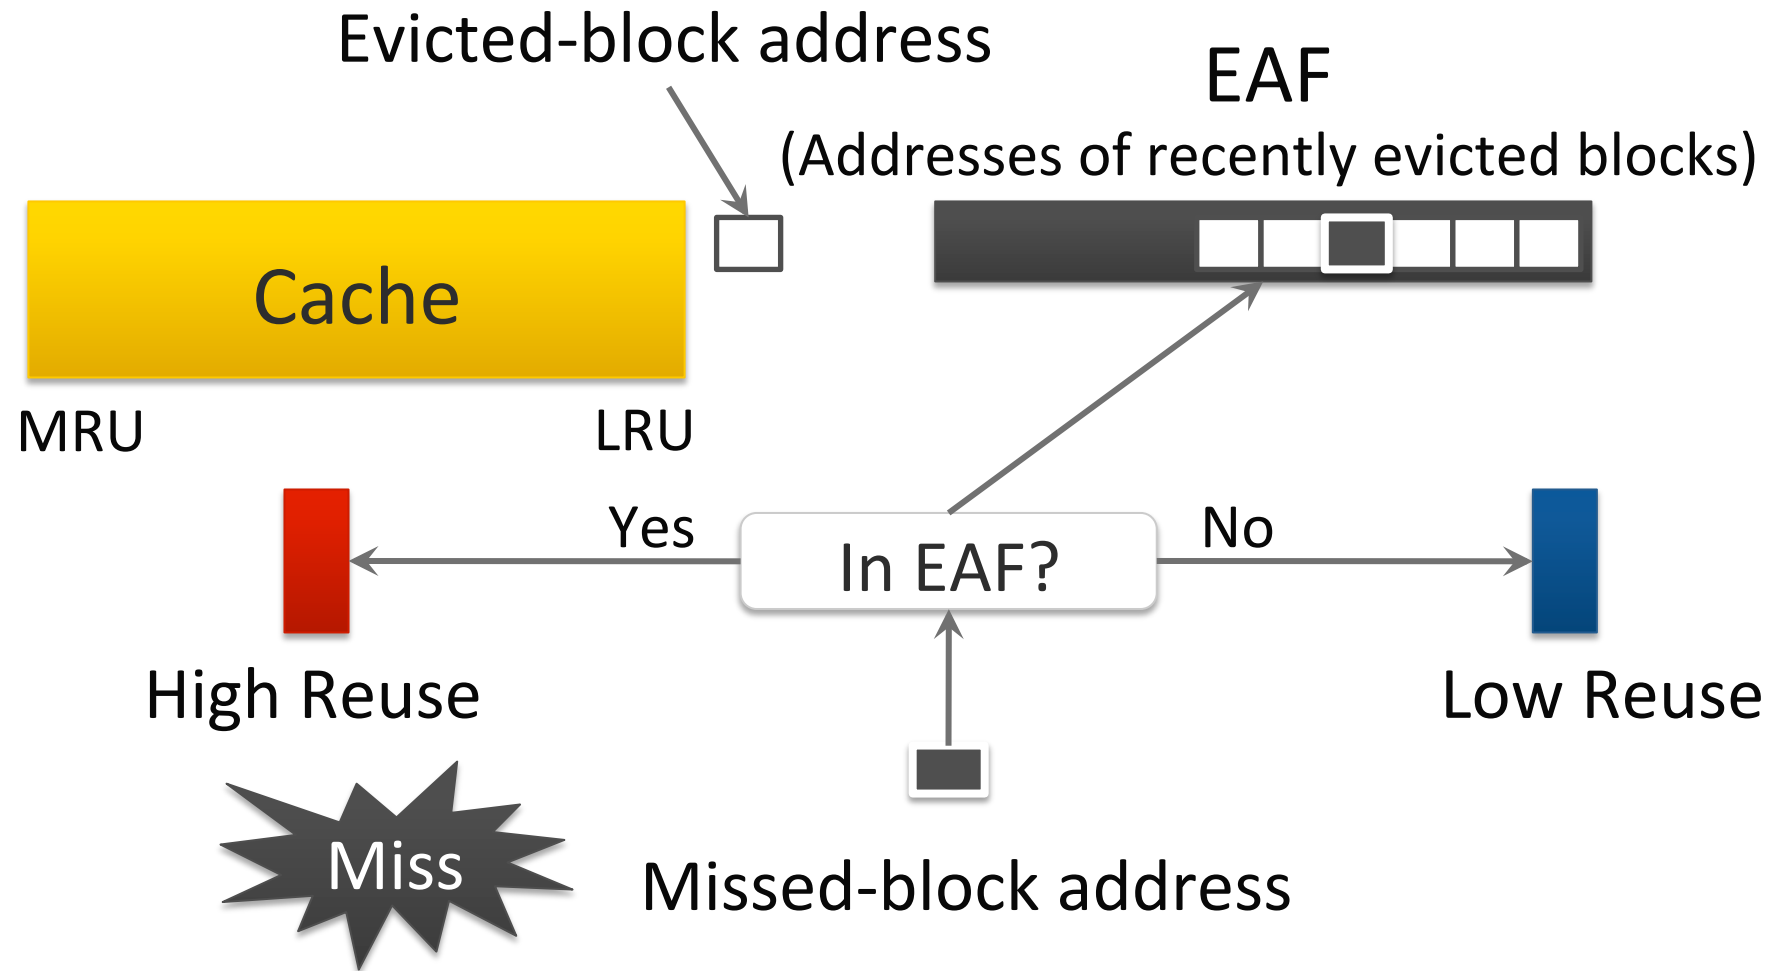 Evicted-block address
EAF
(Addresses of recently evicted blocks)
Cache
MRU
LRU
Yes
In EAF?
No
High Reuse
Low Reuse
Miss
Missed-block address